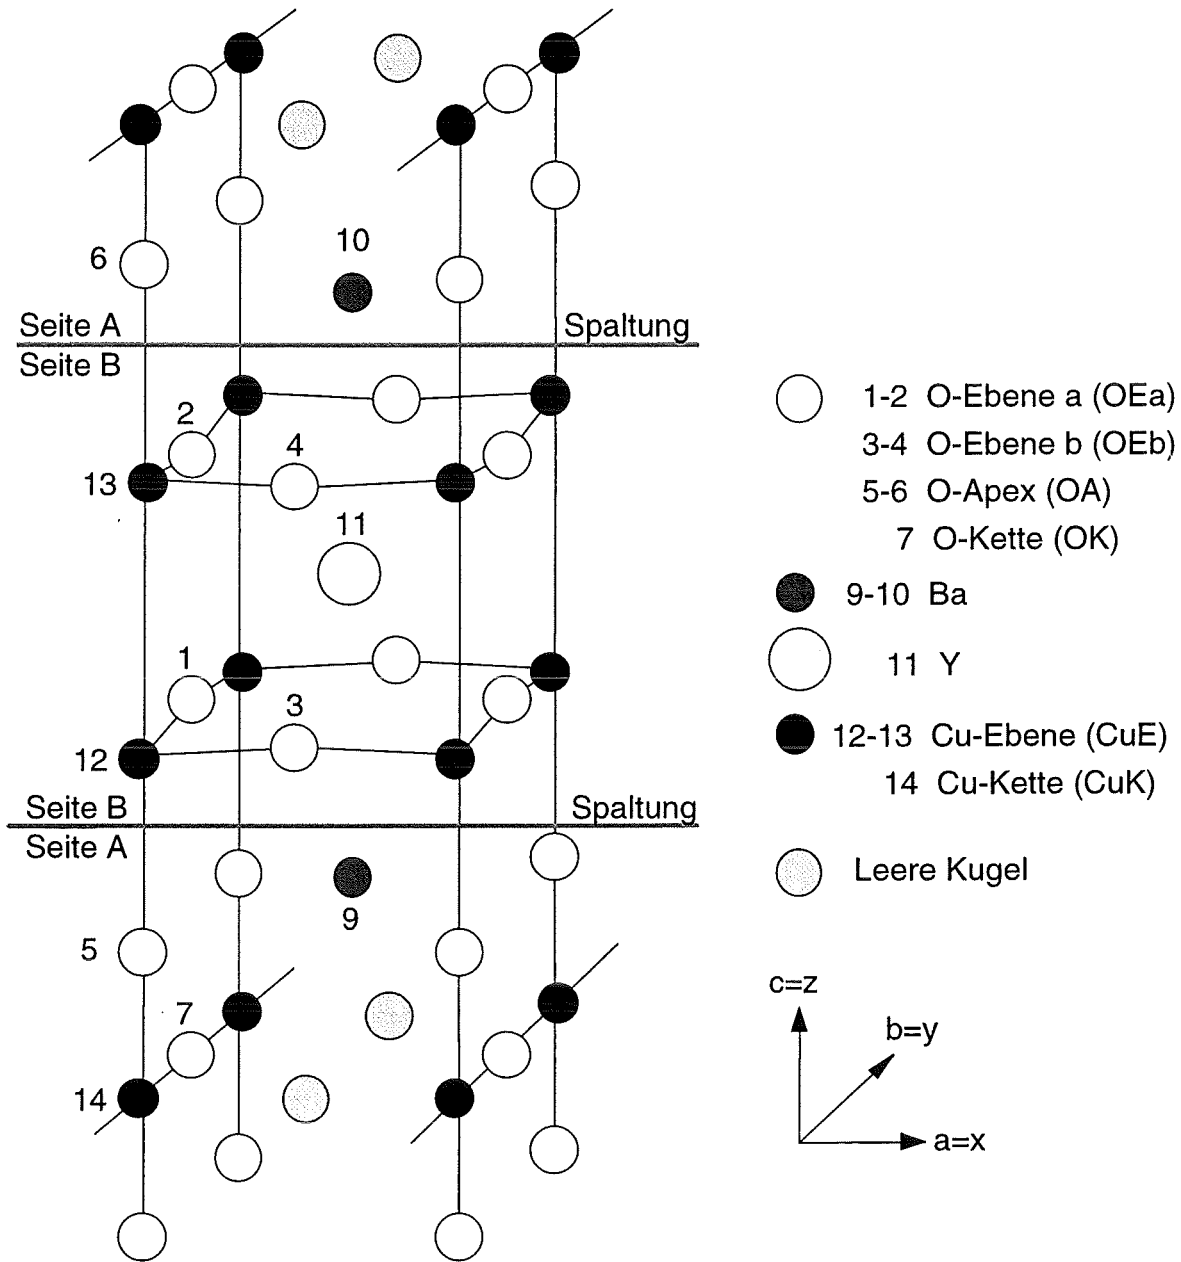 10
6
Seite A Spaltung
Seite B
2
4
13
11
1
3
12
Seite B Spaltung
Seite A
9
5
7
14
1-2 O-Ebene a (OEa)
3-4 O-Ebene b (OEb)
5-6 O-Apex (OA)
7 O-Kette (OK)
9-10 Ba
11 Y
12-13 Cu-Ebene (CuE)
14 Cu-Kette (CuK)
Leere Kugel
c=z
b=y
a=x